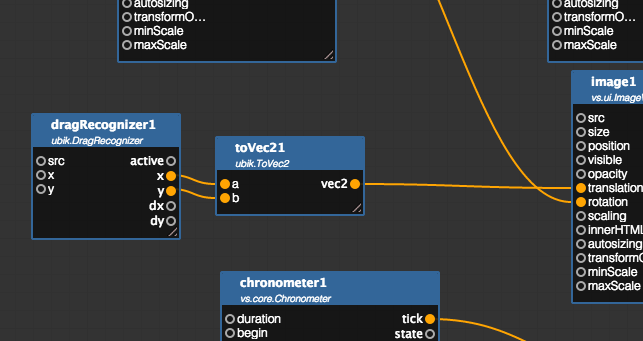 autosizing
transformO...
minScale
maxScale
autosizing
transformO...
minScale
maxScale
dragRecognizer1
ubik.DragRecognizer
src
x
y
active
x
y
dx
dy
toVec21
ubik.ToVec2
a
b
vec2
image1
vs.ui.Image
src
size
position
visible
opacity
translation
rotation
scaling
innerHTML
autosizing
transformO
minScale
maxScale
chronometer1
vs.core.Chronometer
duration
begin
tick
state